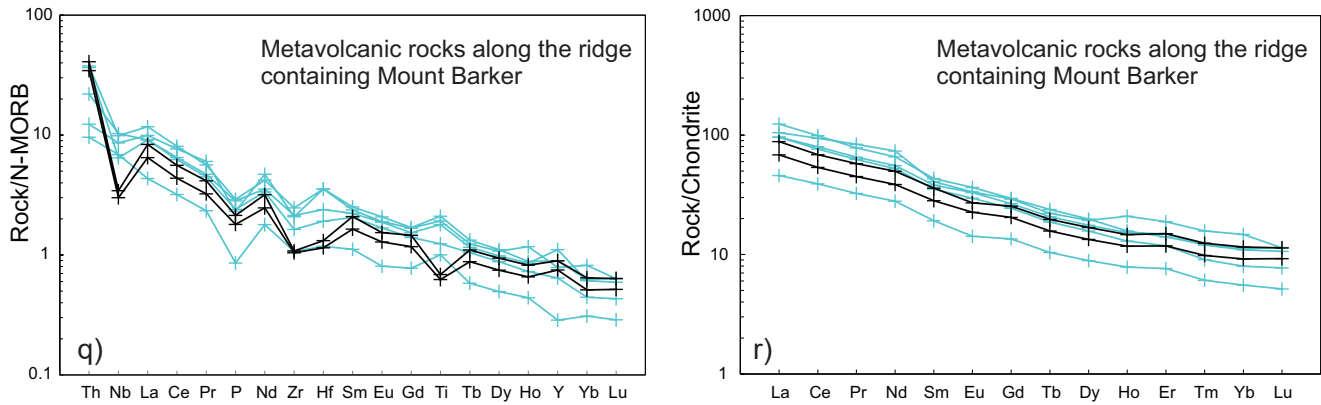 100
10
1
0.1
Rock/N-MORB
Metavolcanic rocks along the ridge
containing Mount Barker
q)
Th Nb La Ce Pr P Nd Zr Hf Sm Eu Gd Ti Tb Dy Ho Y Yb Lu
1000
100
10
1
Rock/Chondrite
Metavolcanic rocks along the ridge
containing Mount Barker
r)
La Ce Pr Nd Sm Eu Gd Tb Dy Ho Er Tm Yb Lu